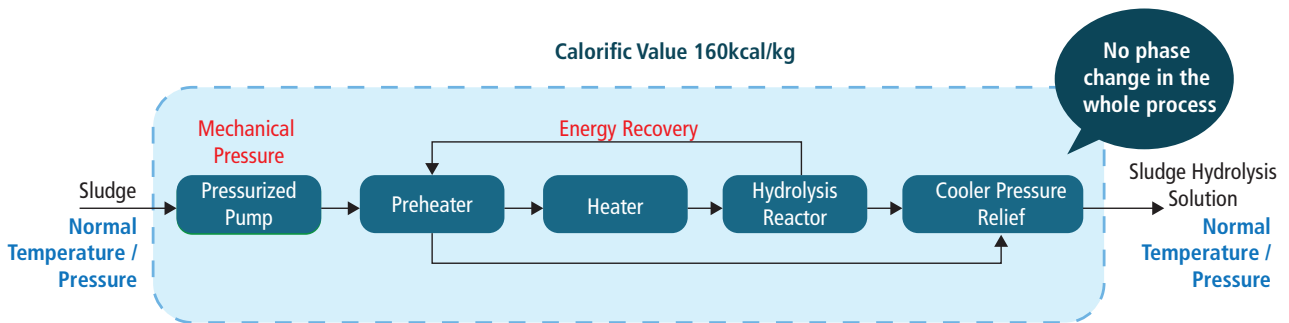 Calorific Value 160kcal/kg
No phase
change in the
whole process
Mechanical
Pressure
Energy Recovery
Sludge
Pressurized
Pump
Preheater
Heater
Hydrolysis
Reactor
Cooler Pressure
Relief
Sludge Hydrolysis
Solution
Normal
Temperature /
Pressure
Normal
Temperature /
Pressure